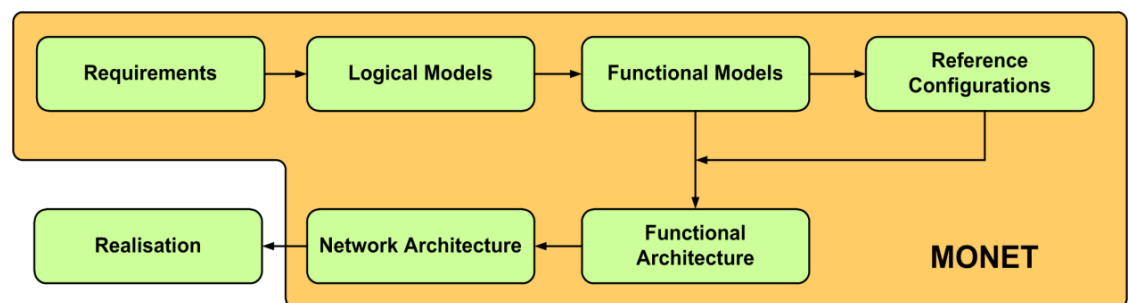 Requirements
Logical Models
Functional Models
Reference
Configurations
Realisation
Network Architecture
Functional
Architecture
MONET